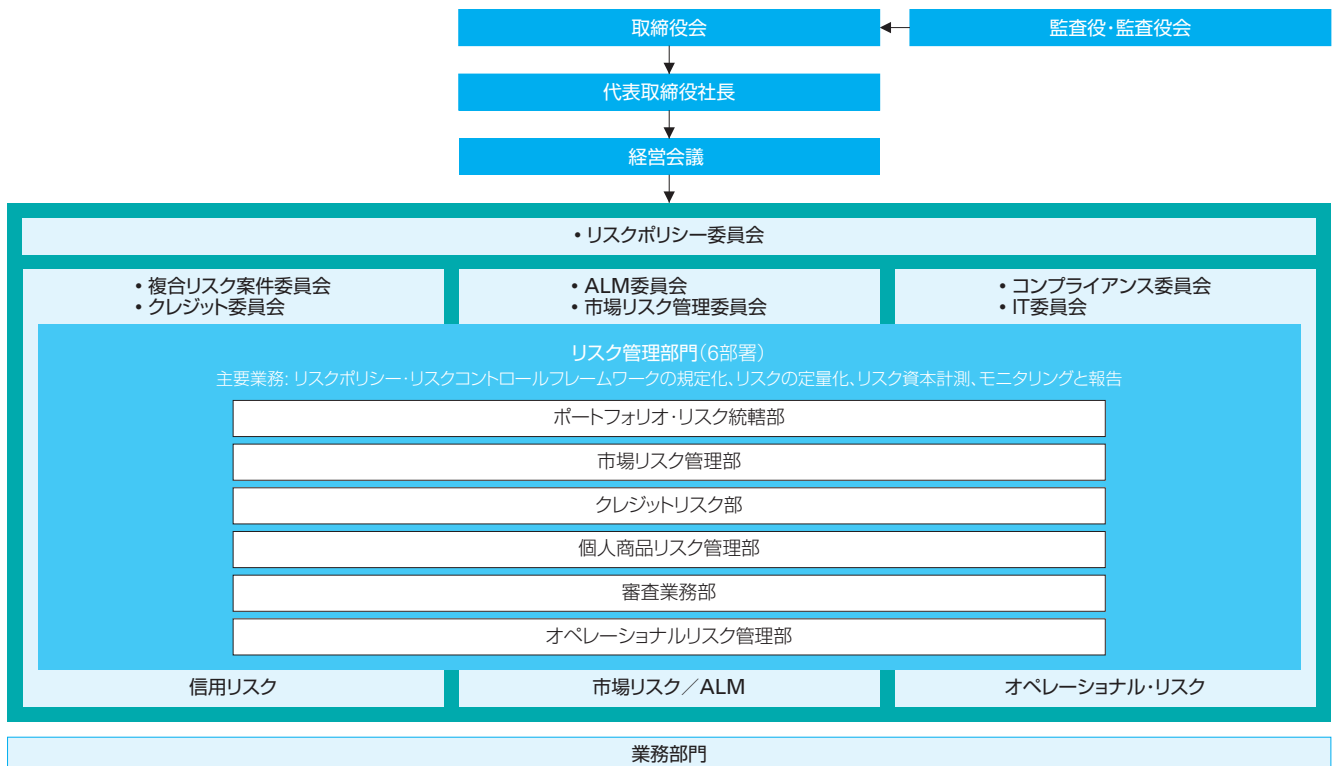 取締役会
監査役・監査役会
代表取締役社長
経営会議
• リスクポリシー委員会
• 複合リスク案件委員会
• クレジット委員会
• ALM委員会
• 市場リスク管理委員会
• コンプライアンス委員会
• IT委員会
リスク管理部門(6部署)
主要業務: リスクポリシー・リスクコントロールフレームワークの規定化、リスクの定量化、リスク資本計測、モニタリングと報告
ポートフォリオ・リスク統轄部
市場リスク管理部
クレジットリスク部
個人商品リスク管理部
審査業務部
オペレーショナルリスク管理部
信用リスク
市場リスク/ALM
オペレーショナル・リスク
業務部門